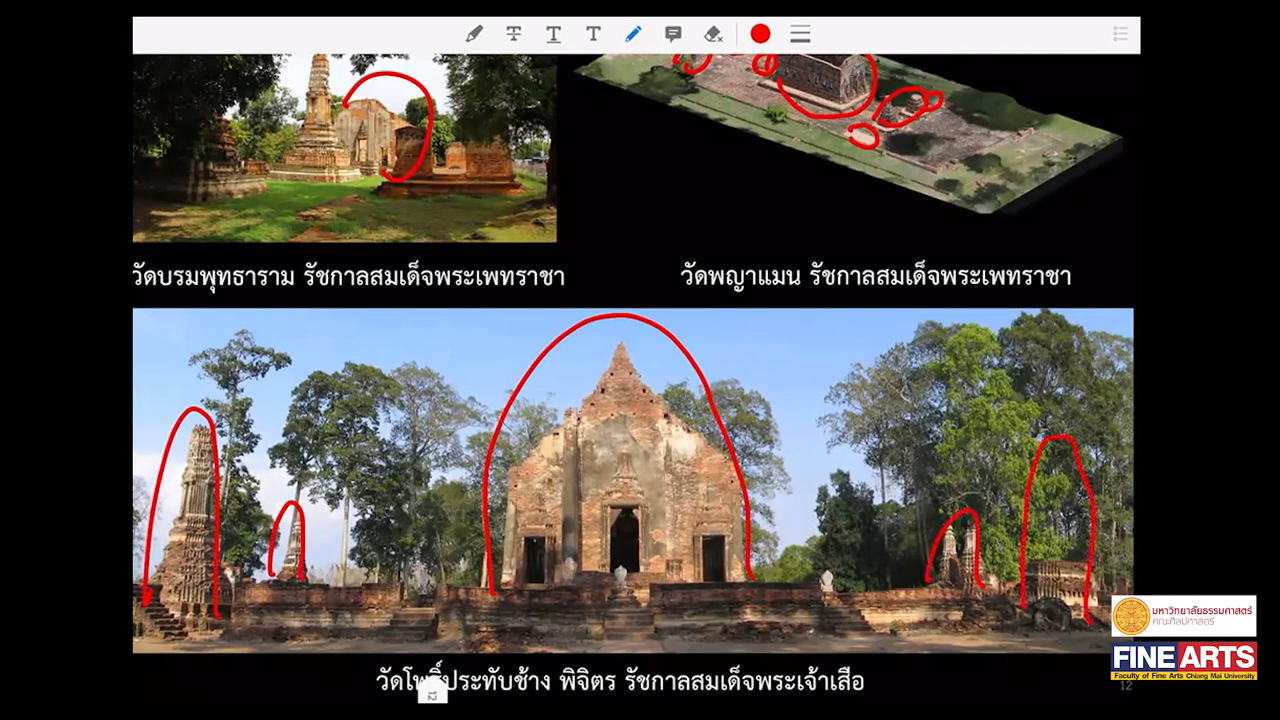 วัดบรมพุทธาราม รัชกาลสมเด็จพระเพทราชา
วัดพญาแมน รัชกาลสมเด็จพระเพทราชา
วัดโพธิ์ประทับช้าง พิจิตร รัชกาลสมเด็จพระเจ้าเสือ
12
มหาวิทยาลัยธรรมศาสตร์
คณะศิลปศาสตร์
FINE ARTS
Faculty of Fine Arts Chiang Mai University
12